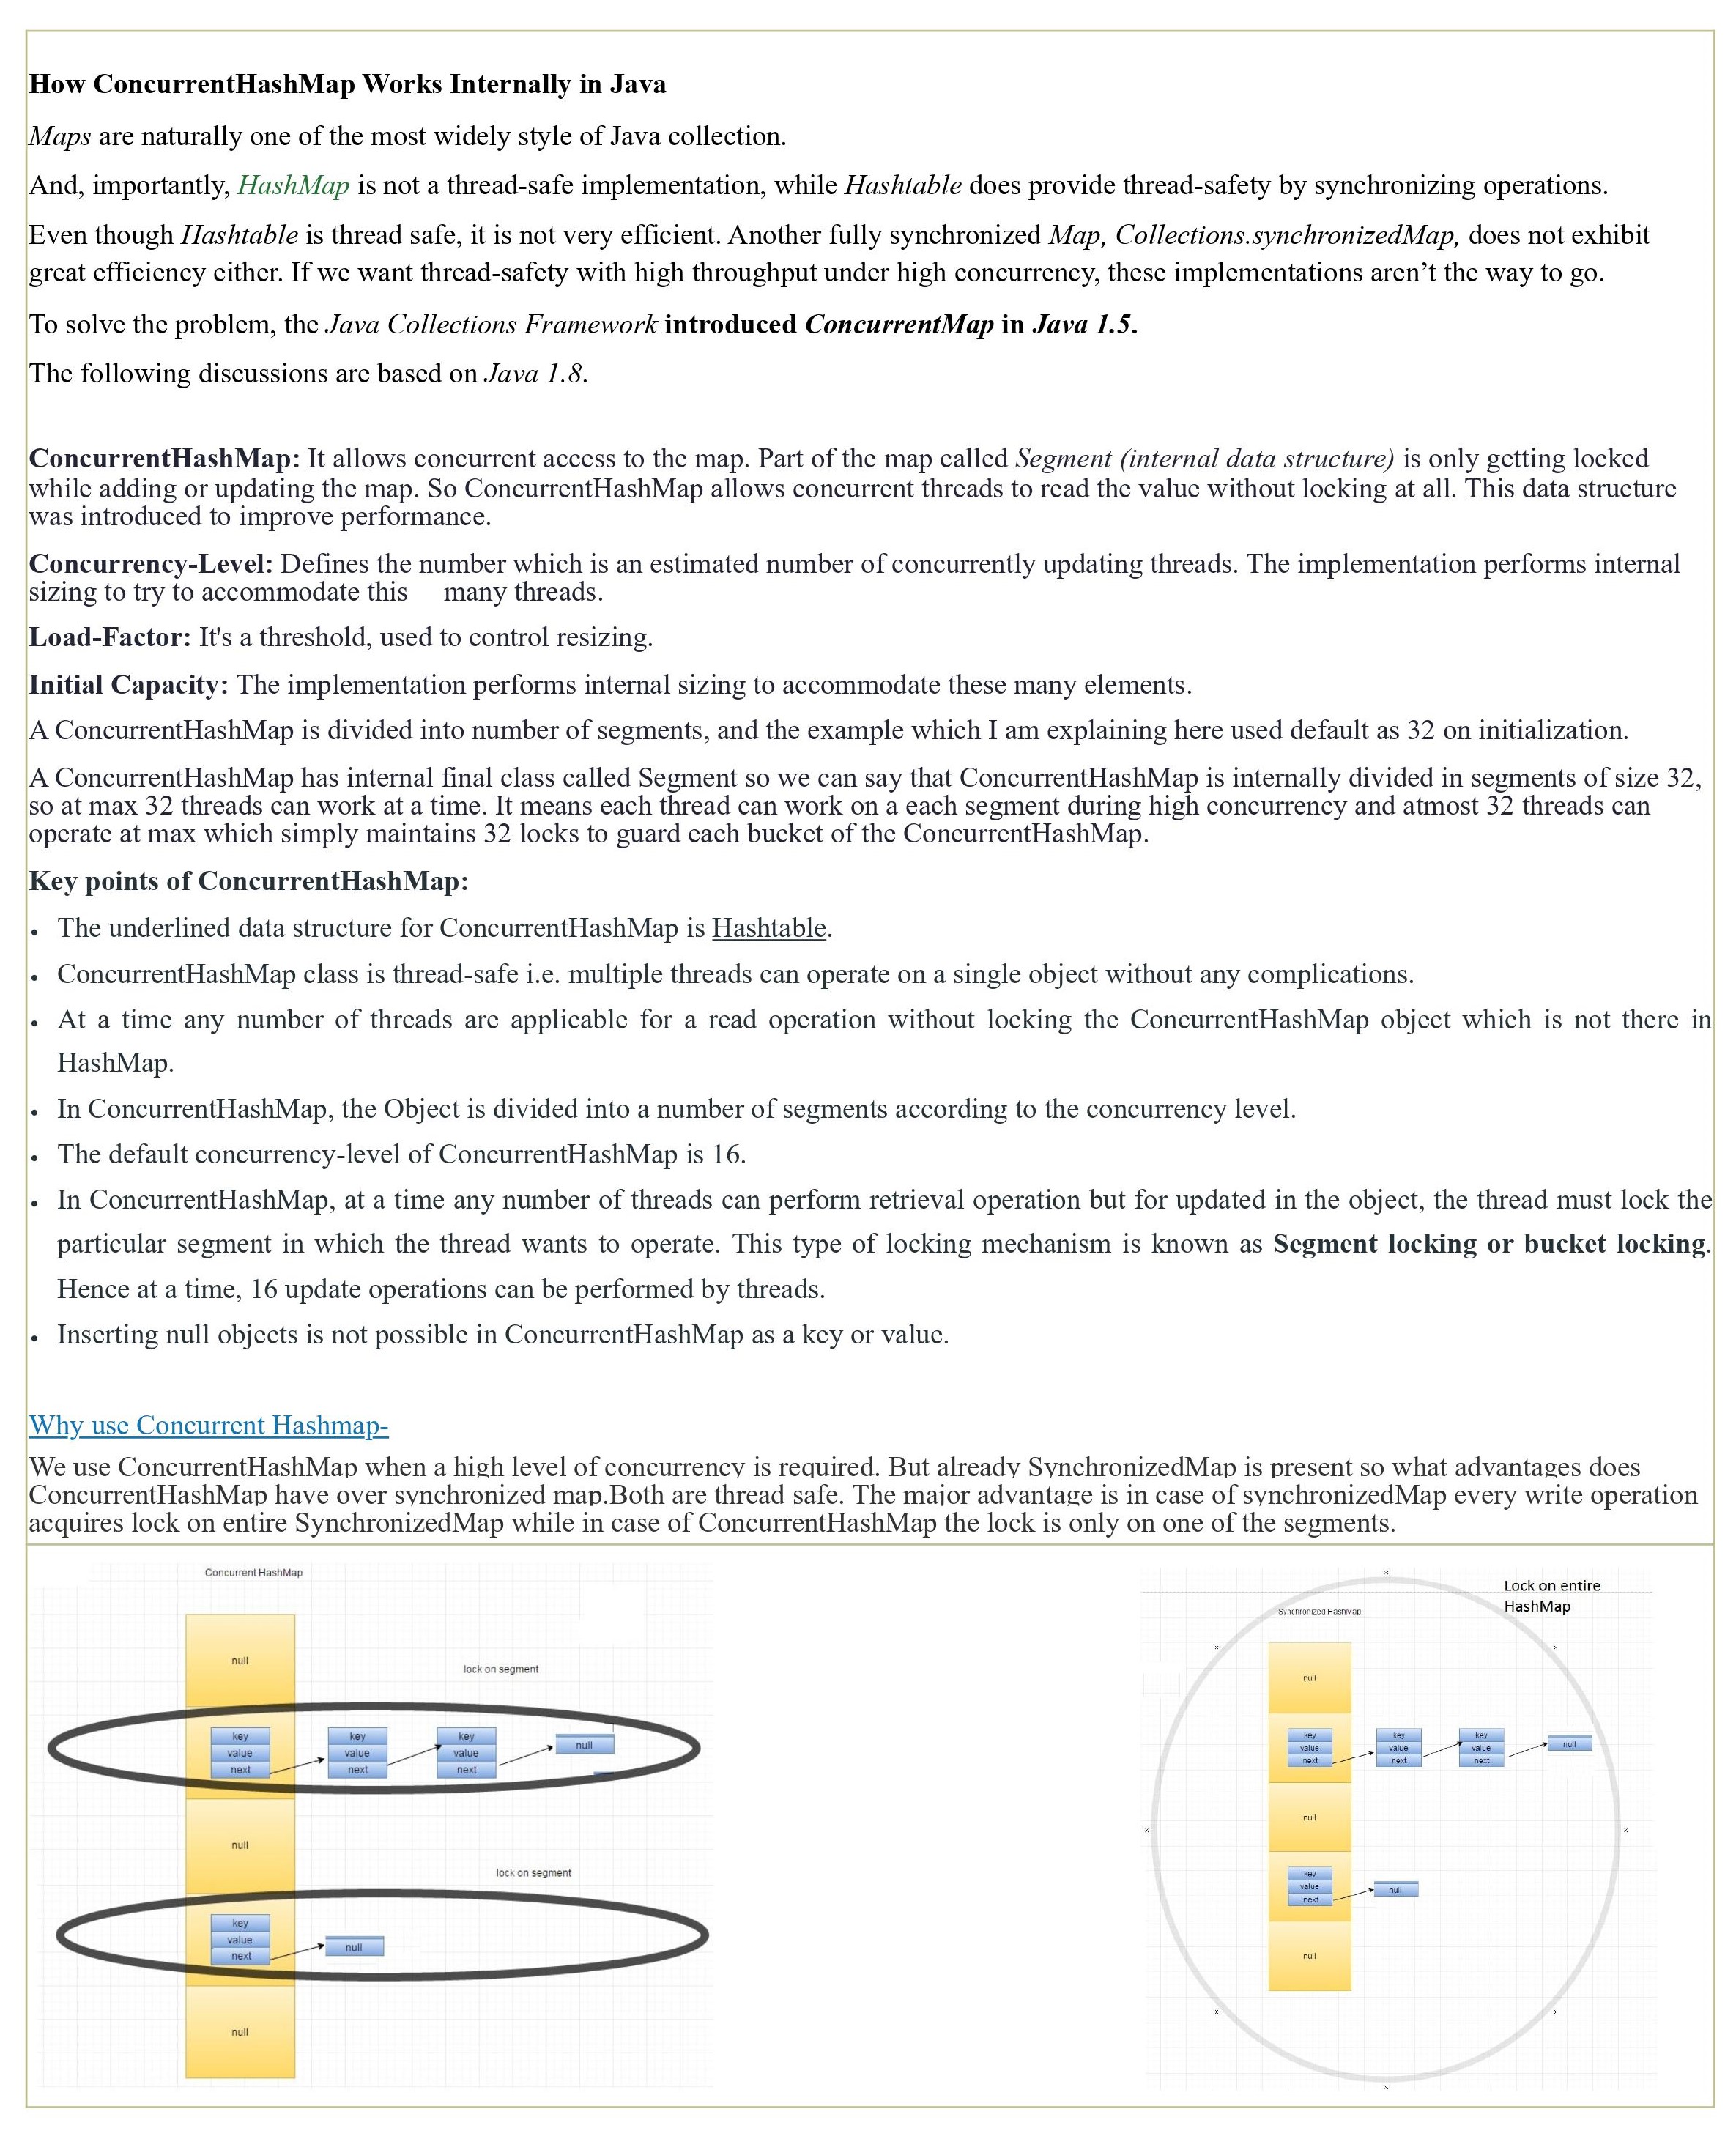 How ConcurrentHashMap Works Internally in Java
Maps are naturally one of the most widely style of Java collection.
And, importantly, HashMap is not a thread-safe implementation, while Hashtable does provide thread-safety by synchronizing operations.
Even though Hashtable is thread safe, it is not very efficient. Another fully synchronized Map, Collections.synchronizedMap, does not exhibit
great efficiency either. If we want thread-safety with high throughput under high concurrency, these implementations aren’t the way to go.
To solve the problem, the Java Collections Framework introduced ConcurrentMap in Java 1.5.
The following discussions are based on Java 1.8.
ConcurrentHashMap: It allows concurrent access to the map. Part of the map called Segment (internal data structure) is only getting locked
while adding or updating the map. So ConcurrentHashMap allows concurrent threads to read the value without locking at all. This data structure
was introduced to improve performance.
Concurrency-Level: Defines the number which is an estimated number of concurrently updating threads. The implementation performs internal
sizing to try to accommodate this many threads.
Load-Factor: It's a threshold, used to control resizing.
Initial Capacity: The implementation performs internal sizing to accommodate these many elements.
A ConcurrentHashMap is divided into number of segments, and the example which I am explaining here used default as 32 on initialization.
A ConcurrentHashMap has internal final class called Segment so we can say that ConcurrentHashMap is internally divided in segments of size 32,
so at max 32 threads can work at a time. It means each thread can work on a each segment during high concurrency and atmost 32 threads can
operate at max which simply maintains 32 locks to guard each bucket of the ConcurrentHashMap.
Key points of ConcurrentHashMap:
• The underlined data structure for ConcurrentHashMap is Hashtable.
• ConcurrentHashMap class is thread-safe i.e. multiple threads can operate on a single object without any complications.
• At a time any number of threads are applicable for a read operation without locking the ConcurrentHashMap object which is not there in
HashMap.
• In ConcurrentHashMap, the Object is divided into a number of segments according to the concurrency level.
• The default concurrency-level of ConcurrentHashMap is 16.
• In ConcurrentHashMap, at a time any number of threads can perform retrieval operation but for updated in the object, the thread must lock the
particular segment in which the thread wants to operate. This type of locking mechanism is known as Segment locking or bucket locking.
Hence at a time, 16 update operations can be performed by threads.
• Inserting null objects is not possible in ConcurrentHashMap as a key or value.
Why use Concurrent Hashmap-
We use ConcurrentHashMap when a high level of concurrency is required. But already SynchronizedMap is present so what advantages does
ConcurrentHashMap have over synchronized map.Both are thread safe. The major advantage is in case of synchronizedMap every write operation
acquires lock on entire SynchronizedMap while in case of ConcurrentHashMap the lock is only on one of the segments.
Concurrent HashMap
null
lock on segment
key key key
value value value null
next next next
null
lock on segment
key
value null
next
null
Lock on entire
HashMap
Synchronized HashMap
null
key key key
value value value null
next next next
null
key
value null
next
null